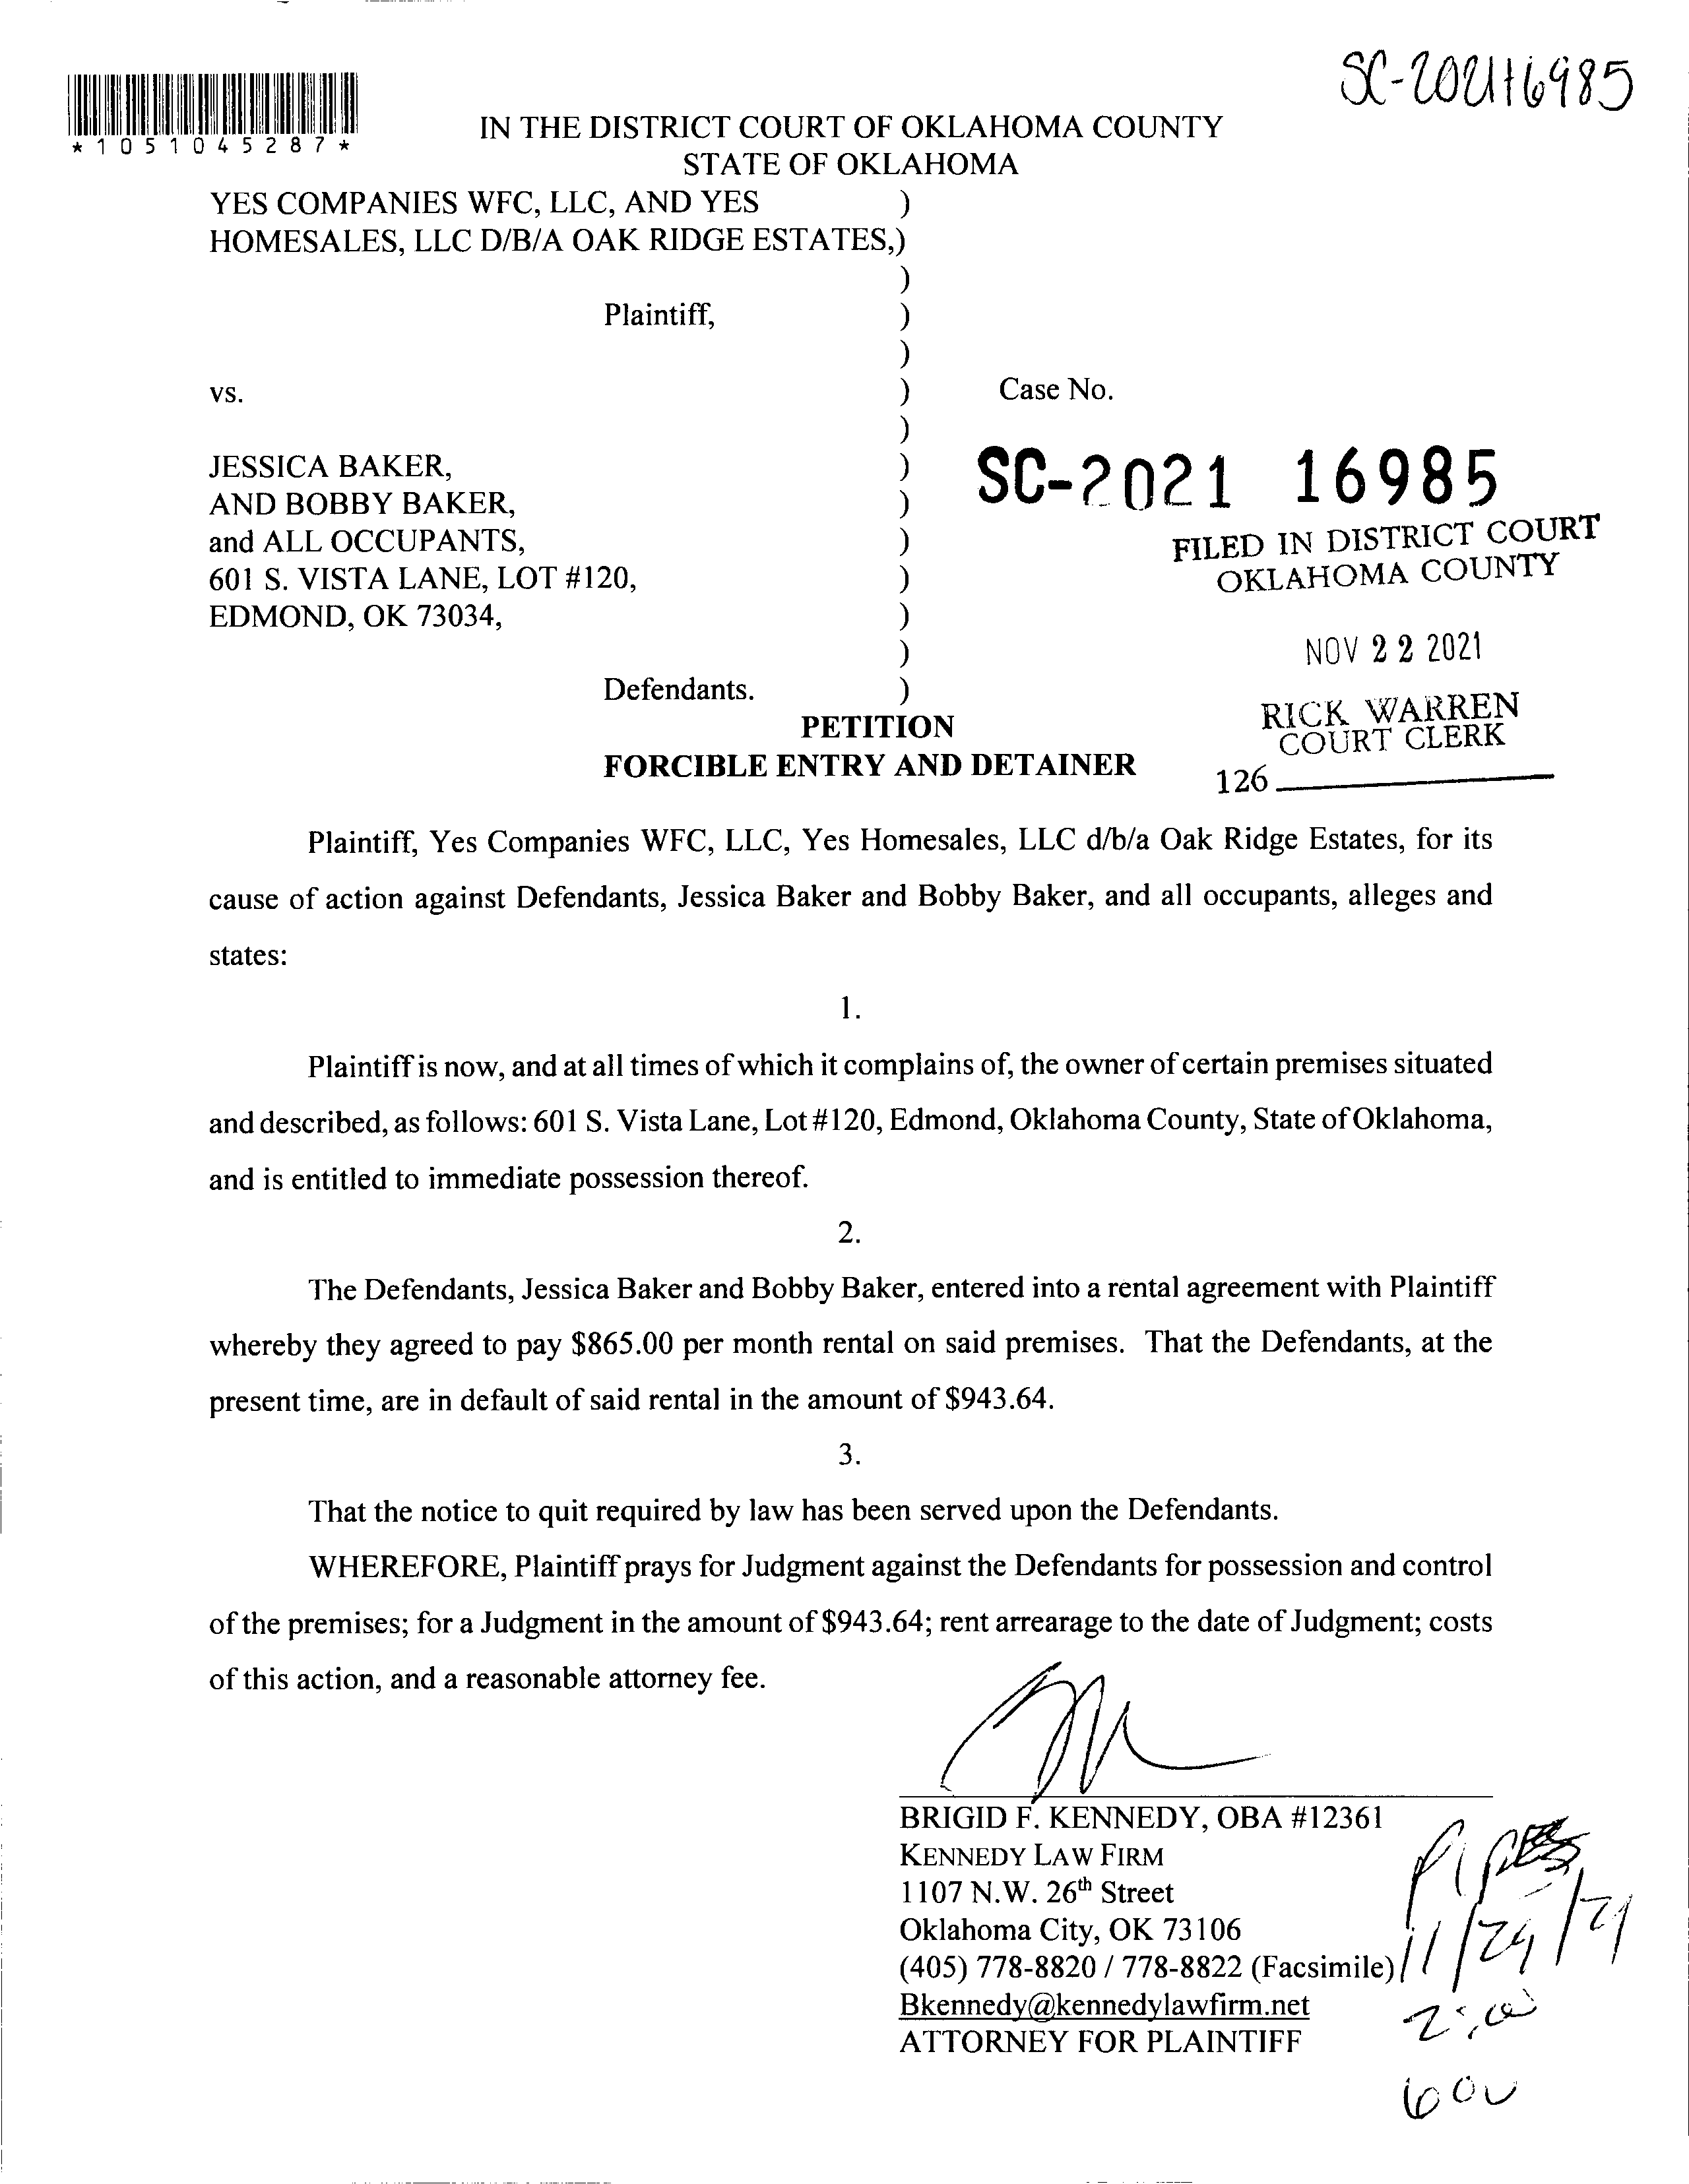 SC-2021-16985
*1051045287*
IN THE DISTRICT COURT OF OKLAHOMA COUNTY
STATE OF OKLAHOMA
YES COMPANIES WFC, LLC, AND YES )
HOMESALES, LLC D/B/A OAK RIDGE ESTATES,)
)
Plaintiff, )
)
vs. ) Case No.
)
JESSICA BAKER, ) SC-2021 16985
AND BOBBY BAKER, )
and ALL OCCUPANTS, ) FILED IN DISTRICT COURT
601 S. VISTA LANE, LOT #120, ) OKLAHOMA COUNTY
EDMOND, OK 73034, )
) NOV 22 2021
Defendants. )
PETITION RICK WARREN
FORCIBLE ENTRY AND DETAINER COURT CLERK
126
Plaintiff, Yes Companies WFC, LLC, Yes Homesales, LLC d/b/a Oak Ridge Estates, for its
cause of action against Defendants, Jessica Baker and Bobby Baker, and all occupants, alleges and
states:
1.
Plaintiff is now, and at all times of which it complains of, the owner of certain premises situated
and described, as follows: 601 S. Vista Lane, Lot #120, Edmond, Oklahoma County, State of Oklahoma,
and is entitled to immediate possession thereof.
2.
The Defendants, Jessica Baker and Bobby Baker, entered into a rental agreement with Plaintiff
whereby they agreed to pay $865.00 per month rental on said premises. That the Defendants, at the
present time, are in default of said rental in the amount of $943.64.
3.
That the notice to quit required by law has been served upon the Defendants.
WHEREFORE, Plaintiff prays for Judgment against the Defendants for possession and control
of the premises; for a Judgment in the amount of $943.64; rent arrearage to the date of Judgment; costs
of this action, and a reasonable attorney fee.
BRIGID F. KENNEDY, OBA #12361
KENNEDY LAW FIRM
1107 N.W. 26th Street
Oklahoma City, OK 73106
(405) 778-8820 / 778-8822 (Facsimile)
Bkennedy@kennedylawfirm.net
ATTORNEY FOR PLAINTIFF